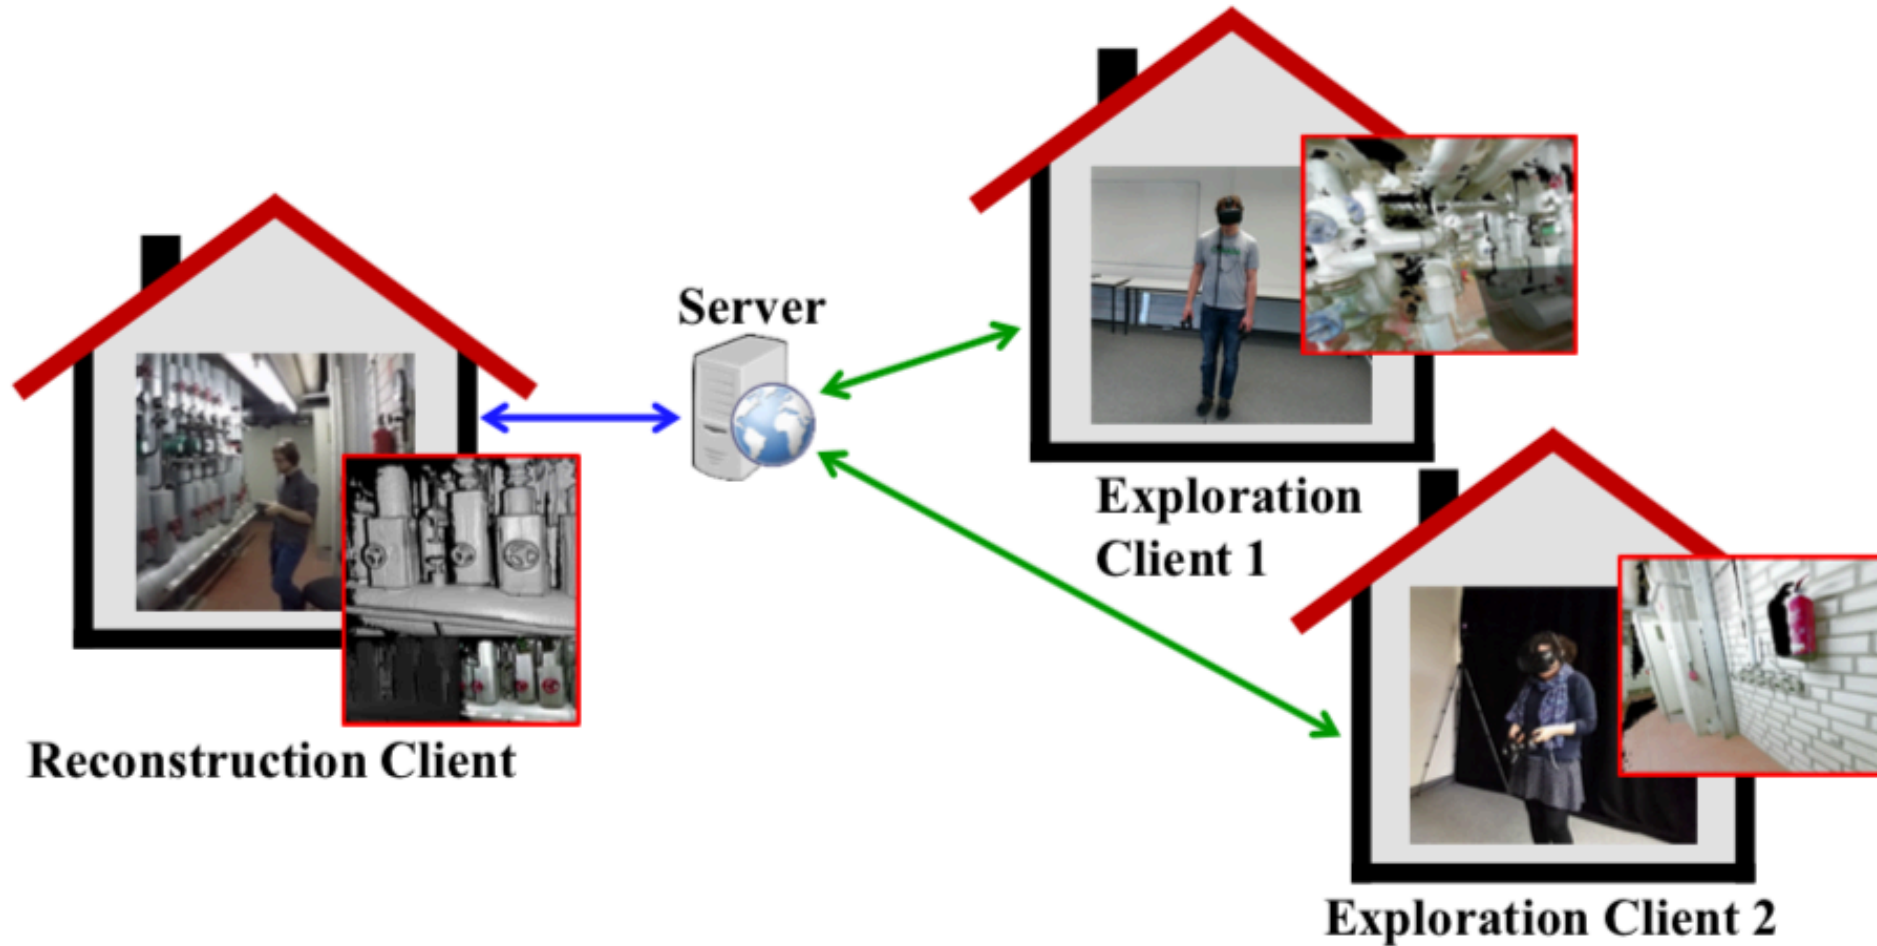 Server
Reconstruction Client
Exploration
Client 1
Exploration Client 2